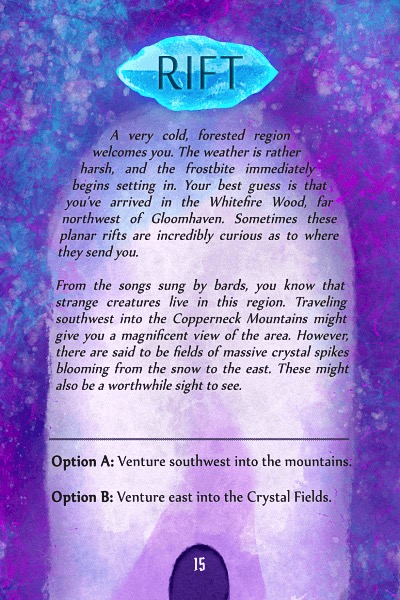 RIFT
A very cold, forested region
welcomes you. The weather is rather
harsh, and the frostbite immediately
begins setting in. Your best guess is that
you've arrived in the Whitefire Wood, far
northwest of Gloomhaven. Sometimes these
planar rifts are incredibly curious as to where
they send you.
From the songs sung by bards, you know that
strange creatures live in this region. Traveling
southwest into the Copperneck Mountains might
give you a magnificent view of the area. However,
there are said to be fields of massive crystal spikes
blooming from the snow to the east. These might
also be a worthwhile sight to see.
Option A: Venture southwest into the mountains.
Option B: Venture east into the Crystal Fields.
15